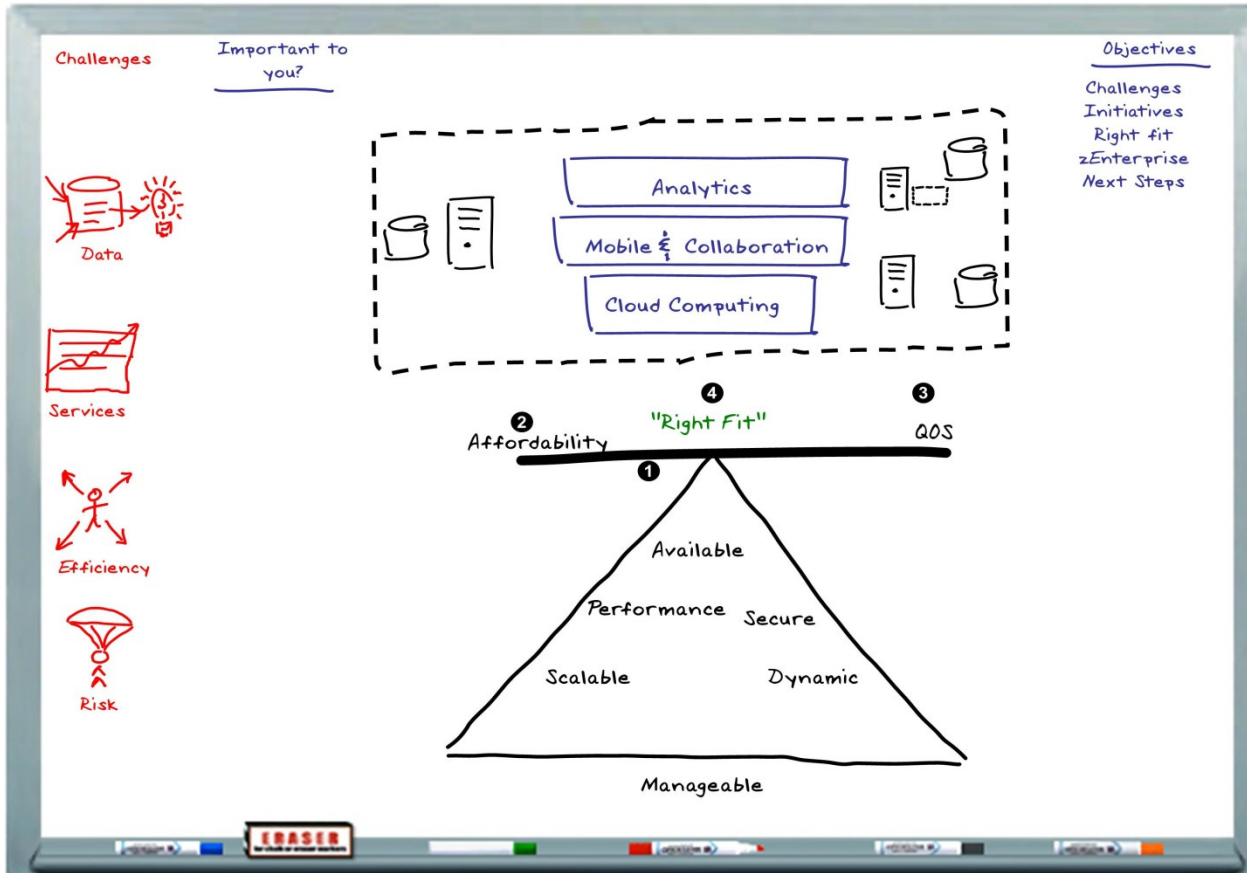 Challenges
Important to
you?
Objectives
Challenges
Initiatives
Right fit
zEnterprise
Next Steps
Analytics
Mobile & Collaboration
Cloud Computing
Data
Services
Efficiency
Risk
4
3
"Right Fit"
2
QOS
Affordability
1
Available
Performance
Secure
Scalable
Dynamic
Manageable
ERASER